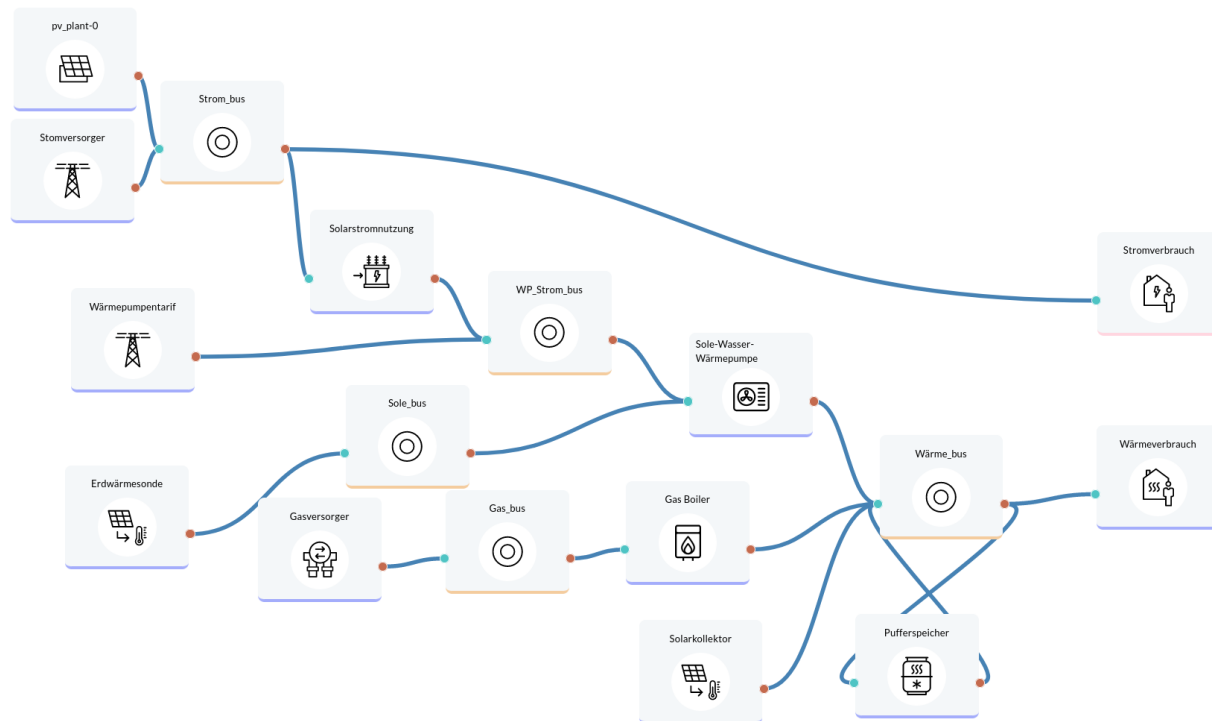 pv_plant-0
Strom_bus
Stomversorger
Solarstromnutzung
Stromverbrauch
WP_Strom_bus
Wärmepumpentarif
Sole-Wasser-
Wärmepumpe
Sole_bus
Wärme_bus
Wärmeverbrauch
Erdwärmesonde
Gasversorger
Gas_bus
Gas Boiler
Solarkollektor
Pufferspeicher